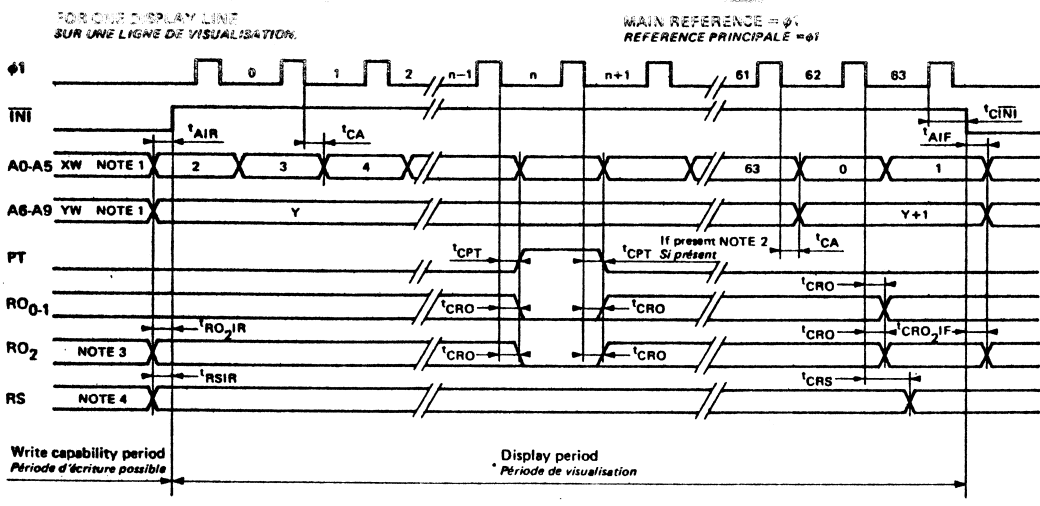 FOR ONE DISPLAY LINE
SUR UNE LIGNE DE VISUALISATION.
MAIN REFERENCE = ϕ1
REFERENCE PRINCIPALE = ϕ1
ϕ1 0 1 2 n-1 n n+1 61 62 63
INI
tAIR tCA tCINI
tAIF
A0-A5 XW NOTE 1 2 3 4 63 0 1
A6-A9 YW NOTE 1 Y Y+1
PT tCPT tCPT If present NOTE 2 tCA
Si présent
tCRO
RO0-1 tCRO tCRO
tRO2IR tCRO tCRO2IF
RO2 NOTE 3 tCRO tCRO
tRSIR tCRS
RS NOTE 4
Write capability period Display period
Période d'écriture possible * Période de visualisation